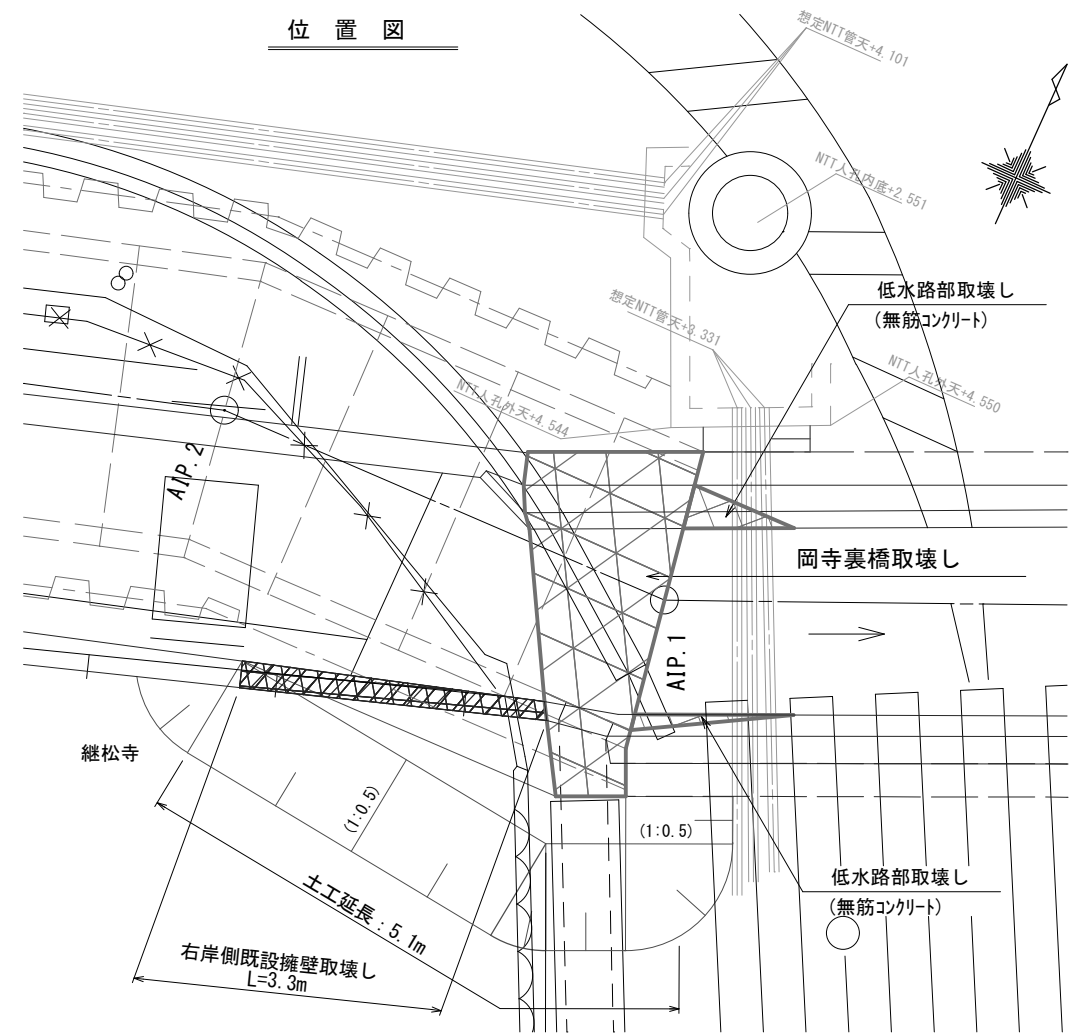 位置図
想定NTT管天+4.101
NTT人孔内底+2.551
低水路部取壊し
(無筋コンクリート)
想定NTT管天+3.331
NTT人孔外天+4.550
NTT人孔外天+4.544
AIP.2
岡寺裏橋取壊し
AIP.1
継松寺
(1:0.5)
(1:0.5)
低水路部取壊し
(無筋コンクリート)
土工延長:5.1m
右岸側既設擁壁取壊し
L=3.3m